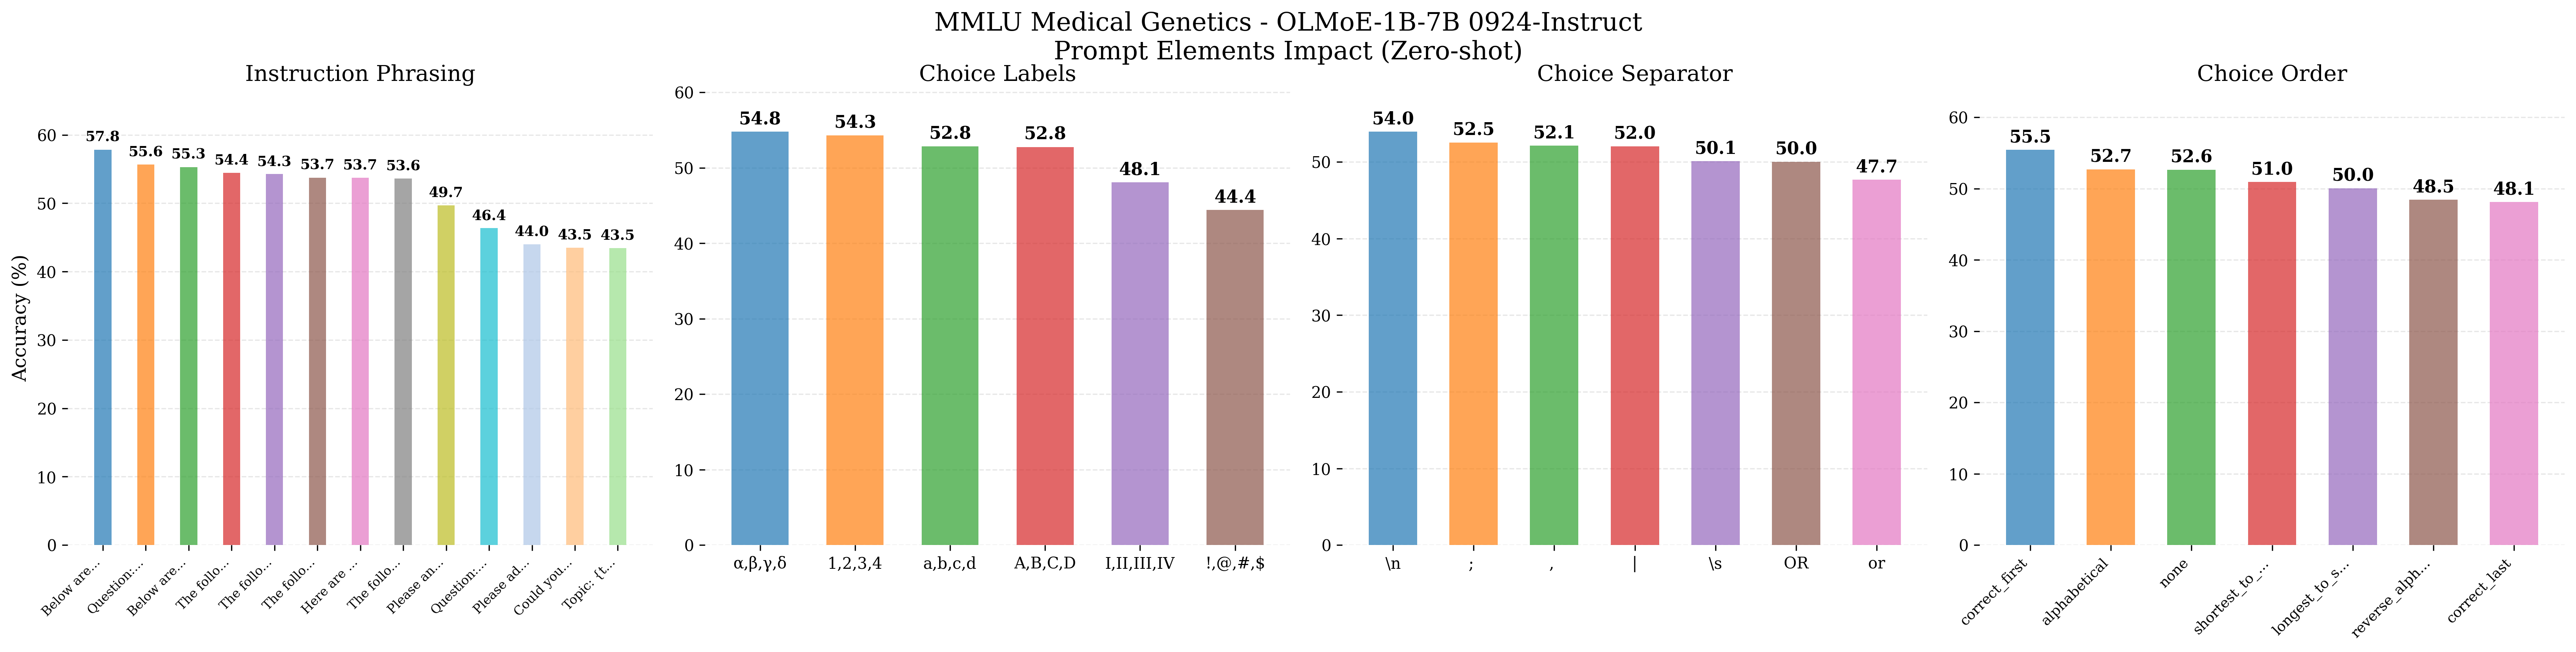 MMLU Medical Genetics - OLMoE-1B-7B 0924-Instruct
Prompt Elements Impact (Zero-shot)
Instruction Phrasing
Accuracy (%)
60
50
40
30
20
10
0
57.8
55.6
55.3
54.4
54.3
53.7
53.7
53.6
49.7
46.4
44.0
43.5
43.5
Below are...
Question:...
Below are...
The follo...
The follo...
The follo...
Here are ...
The follo...
Please an...
Question:...
Please ad...
Could you...
Topic: {t...
Choice Labels
60
50
40
30
20
10
0
54.8
54.3
52.8
52.8
48.1
44.4
α,β,γ,δ
1,2,3,4
a,b,c,d
A,B,C,D
I,II,III,IV
!,@,#,$
Choice Separator
50
40
30
20
10
0
54.0
52.5
52.1
52.0
50.1
50.0
47.7
\n
;
,
|
\s
OR
or
Choice Order
60
50
40
30
20
10
0
55.5
52.7
52.6
51.0
50.0
48.5
48.1
correct_first
alphabetical
none
shortest_to_...
longest_to_s...
reverse_alph...
correct_last